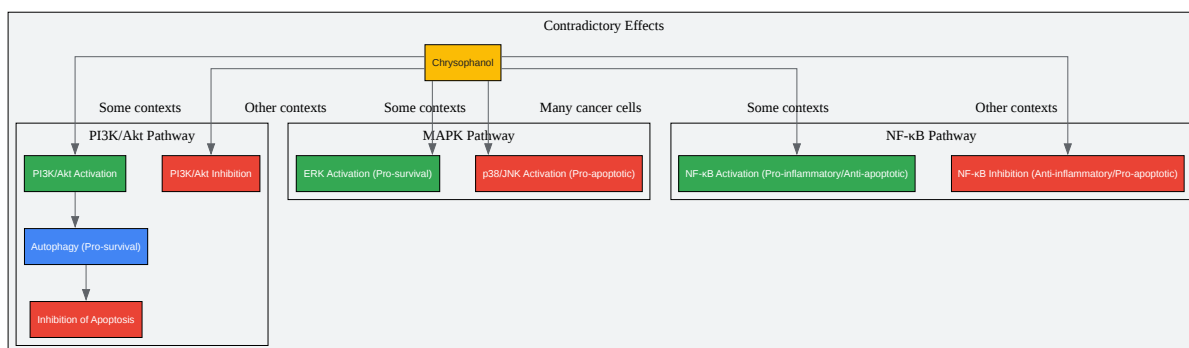 Contradictory Effects
Chrysophanol
Some contexts
Other contexts
Some contexts
Many cancer cells
Some contexts
Other contexts
PI3K/Akt Pathway
MAPK Pathway
NF-κB Pathway
PI3K/Akt Activation
PI3K/Akt Inhibition
ERK Activation (Pro-survival)
p38/JNK Activation (Pro-apoptotic)
NF-κB Activation (Pro-inflammatory/Anti-apoptotic)
NF-κB Inhibition (Anti-inflammatory/Pro-apoptotic)
Autophagy (Pro-survival)
Inhibition of Apoptosis